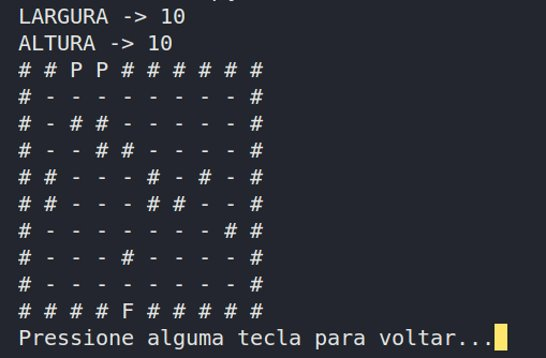 LARGURA -> 10
ALTURA -> 10
# # P P # # # # # #
# - - - - - - - - #
# - # # - - - - - #
# - - # # - - - - #
# # - - - # - # - #
# # - - - # # - - #
# - - - - - - - # #
# - - - # - - - - #
# - - - - - - - - #
# # # # F # # # # #
Pressione alguma tecla para voltar...